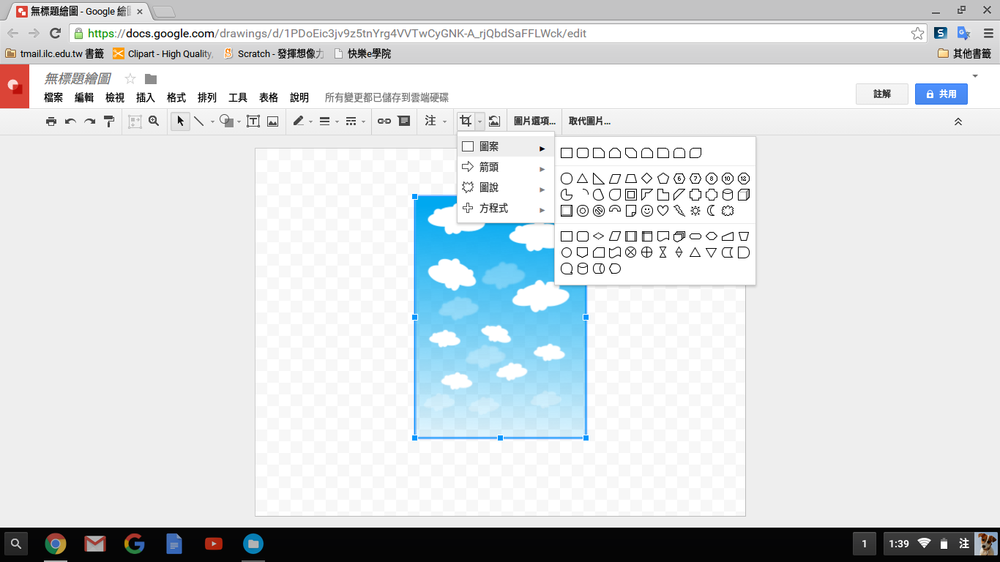 無標題繪圖 - Google 繪
https://docs.google.com/drawings/d/1PDoEic3jv9z5tnYrg4VVTwCyGNK-A_rjQbdSaFFLWck/edit
tmail.ilc.edu.tw 書籤 Clipart - High Quality, Scratch - 發揮想像力 快樂e學院 其他書籤
無標題繪圖
檔案 編輯 檢視 插入 格式 排列 工具 表格 說明 所有變更都已儲存到雲端硬碟
註解 共用
注 圖片選項... 取代圖片...
圖案
箭頭
圖說
方程式
6 7 8 10 12
1 1:39 注